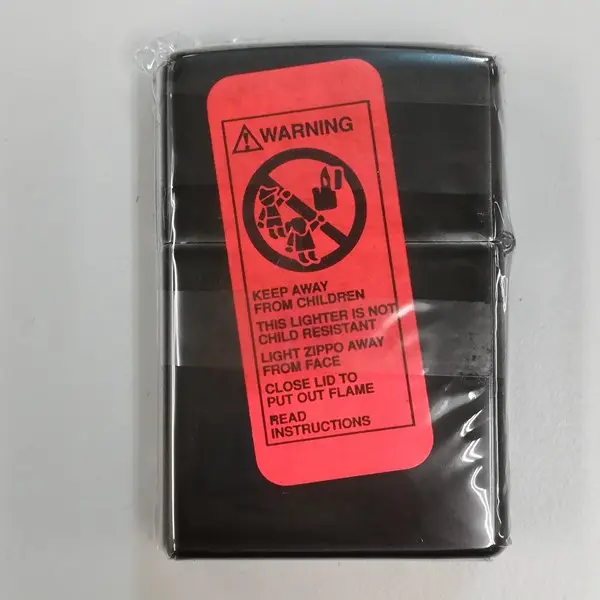 WARNING
KEEP AWAY
FROM CHILDREN
THIS LIGHTER IS NOT
CHILD RESISTANT
LIGHT ZIPPO AWAY
FROM FACE
CLOSE LID TO
PUT OUT FLAME
READ
INSTRUCTIONS